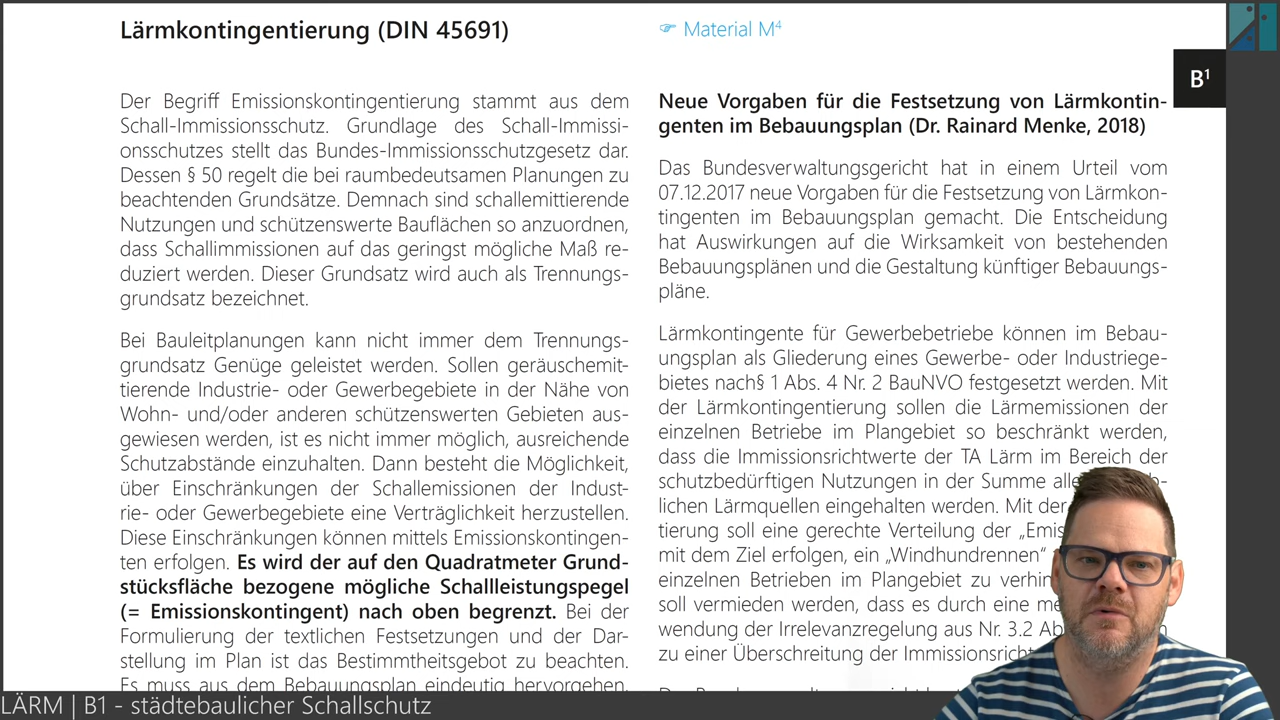 Lärmkontingentierung (DIN 45691)
Der Begriff Emissionskontingentierung stammt aus dem
Schall-Immissionsschutz. Grundlage des Schall-Immissi-
onsschutzes stellt das Bundes-Immissionsschutzgesetz dar.
Dessen § 50 regelt die bei raumbedeutsamen Planungen zu
beachtenden Grundsätze. Demnach sind schallemittierende
Nutzungen und schützenswerte Bauflächen so anzuordnen,
dass Schallimmissionen auf das geringst mögliche Maß re-
duziert werden. Dieser Grundsatz wird auch als Trennungs-
grundsatz bezeichnet.
Bei Bauleitplanungen kann nicht immer dem Trennungs-
grundsatz Genüge geleistet werden. Sollen geräuschemit-
tierende Industrie- oder Gewerbegebiete in der Nähe von
Wohn- und/oder anderen schützenswerten Gebieten aus-
gewiesen werden, ist es nicht immer möglich, ausreichende
Schutzabstände einzuhalten. Dann besteht die Möglichkeit,
über Einschränkungen der Schallemissionen der Indust-
rie- oder Gewerbegebiete eine Verträglichkeit herzustellen.
Diese Einschränkungen können mittels Emissionskontingen-
ten erfolgen. Es wird der auf den Quadratmeter Grund-
stücksfläche bezogene mögliche Schallleistungspegel
(= Emissionskontingent) nach oben begrenzt. Bei der
Formulierung der textlichen Festsetzungen und der Dar-
stellung im Plan ist das Bestimmtheitsgebot zu beachten.
Es muss aus dem Bebauungsplan eindeutig hervorgehen,
☞ Material M⁴
B¹
Neue Vorgaben für die Festsetzung von Lärmkontin-
genten im Bebauungsplan (Dr. Rainard Menke, 2018)
Das Bundesverwaltungsgericht hat in einem Urteil vom
07.12.2017 neue Vorgaben für die Festsetzung von Lärmkon-
tingenten im Bebauungsplan gemacht. Die Entscheidung
hat Auswirkungen auf die Wirksamkeit von bestehenden
Bebauungsplänen und die Gestaltung künftiger Bebauungs-
pläne.
Lärmkontingente für Gewerbebetriebe können im Bebau-
ungsplan als Gliederung eines Gewerbe- oder Industriege-
bietes nach§ 1 Abs. 4 Nr. 2 BauNVO festgesetzt werden. Mit
der Lärmkontingentierung sollen die Lärmemissionen der
einzelnen Betriebe im Plangebiet so beschränkt werden,
dass die Immissionsrichtwerte der TA Lärm im Bereich der
schutzbedürftigen Nutzungen in der Summe
lichen Lärmquellen eingehalten werden. Mit der
tierung soll eine gerechte Verteilung der
mit dem Ziel erfolgen, ein „Windhundrennen“
einzelnen Betrieben im Plangebiet zu
soll vermieden werden, dass es durch eine
wendung der Irrelevanzregelung aus Nr. 3.2
zu einer Überschreitung der
LÄRM | B1 - städtebaulicher Schallschutz